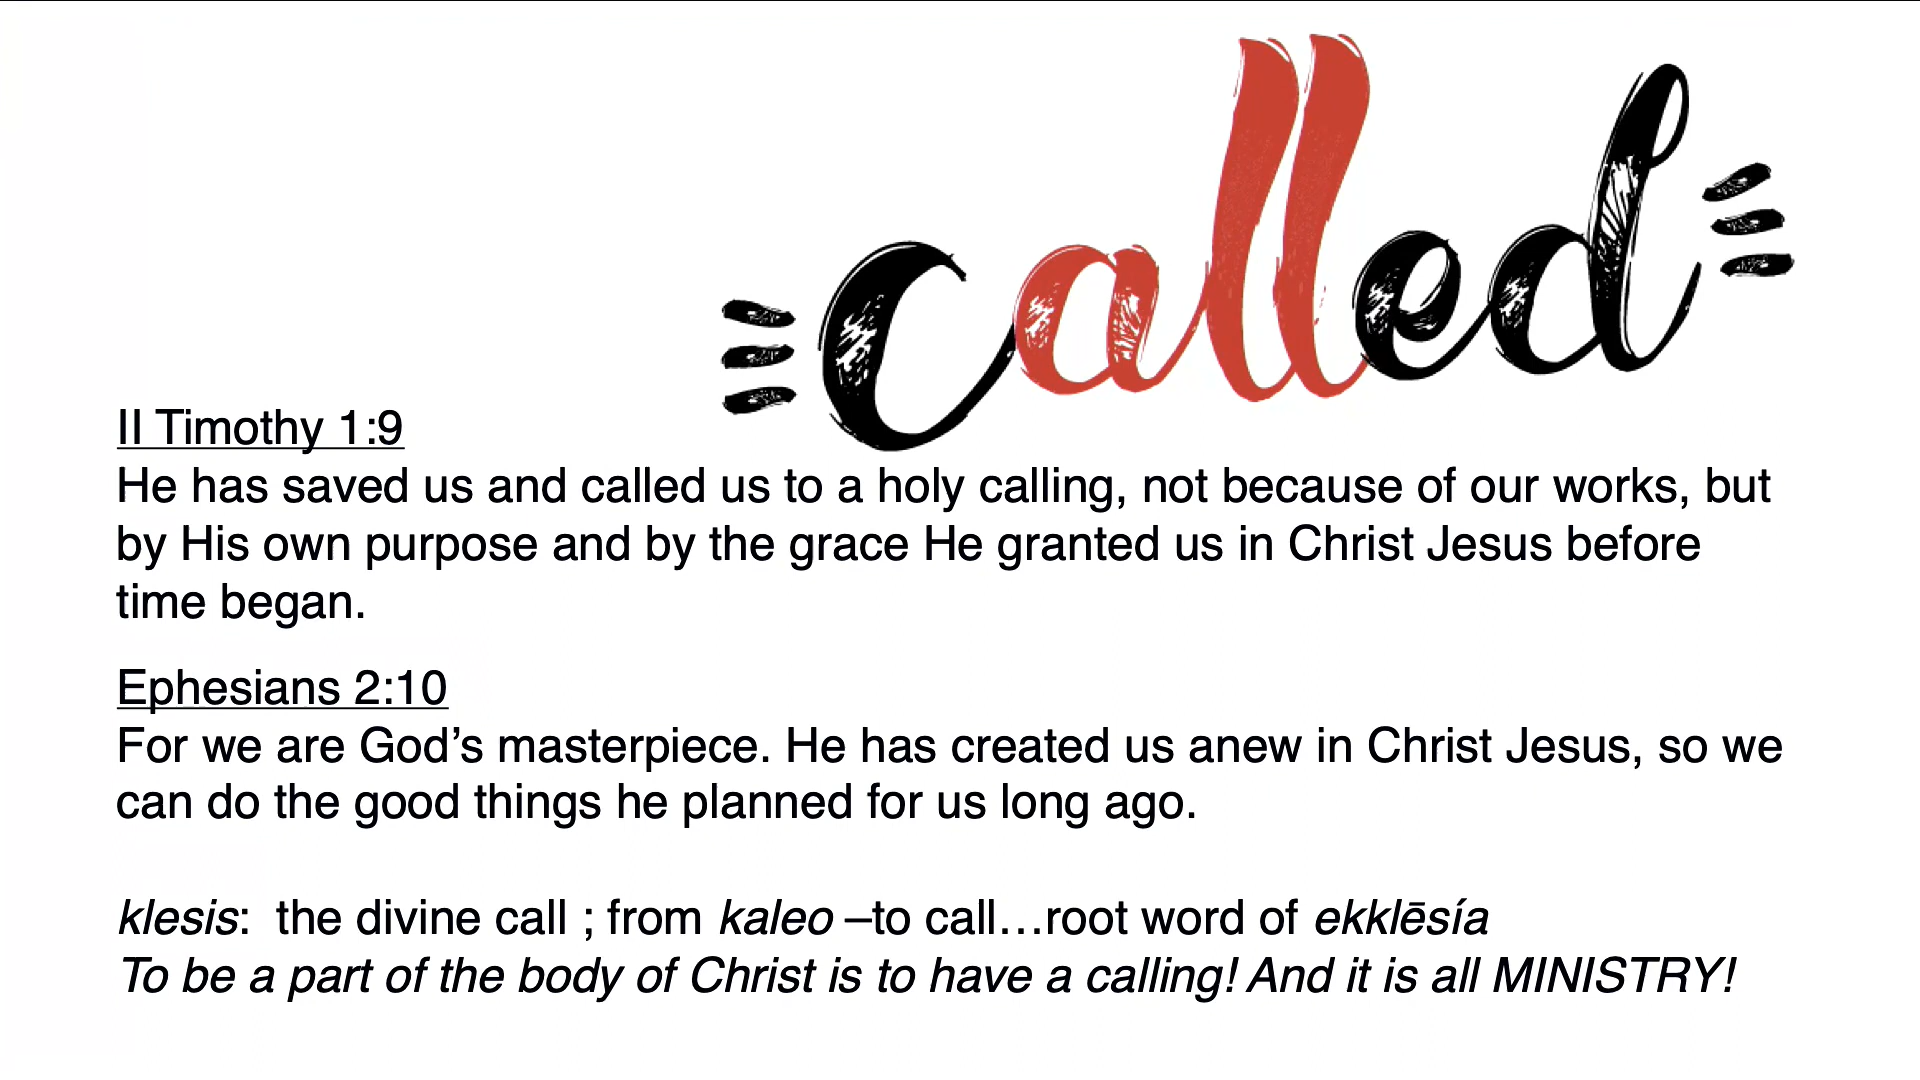 called
II Timothy 1:9
He has saved us and called us to a holy calling, not because of our works, but
by His own purpose and by the grace He granted us in Christ Jesus before
time began.
Ephesians 2:10
For we are God’s masterpiece. He has created us anew in Christ Jesus, so we
can do the good things he planned for us long ago.
klesis:  the divine call ; from kaleo –to call…root word of ekklēsía
To be a part of the body of Christ is to have a calling! And it is all MINISTRY!